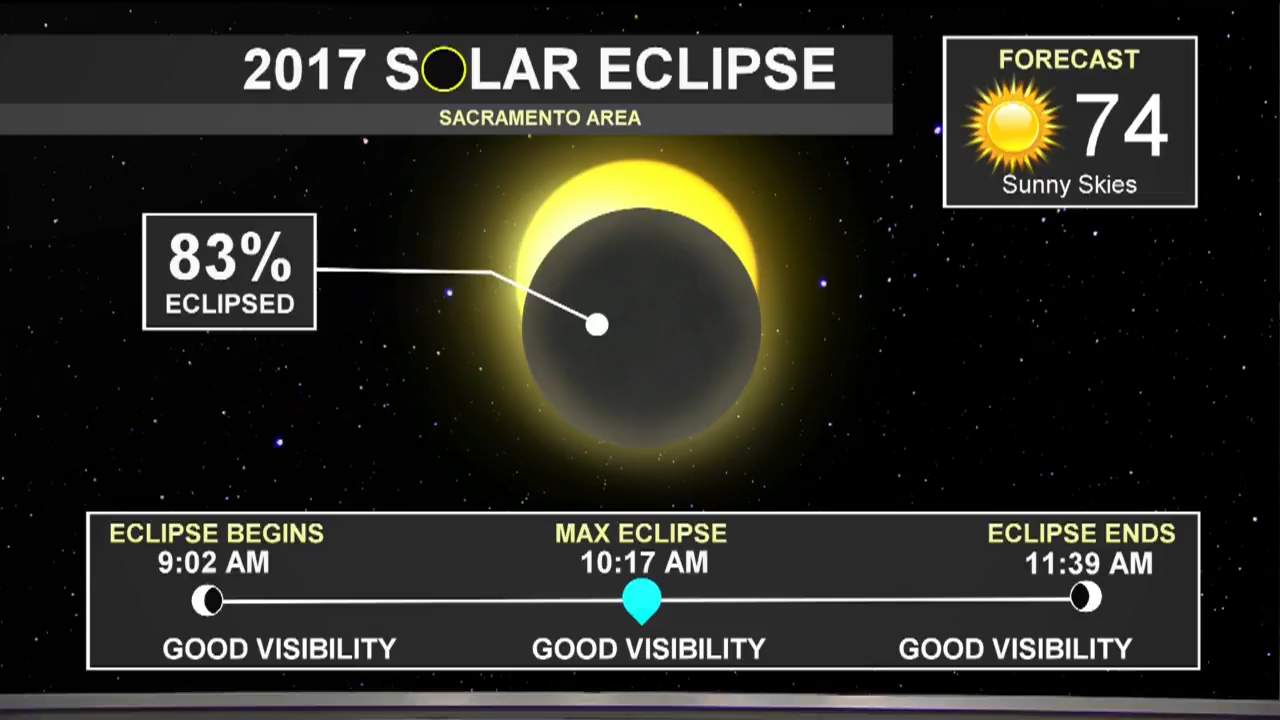 2017 SOLAR ECLIPSE
SACRAMENTO AREA
FORECAST
74
Sunny Skies
83%
ECLIPSED
ECLIPSE BEGINS
9:02 AM
GOOD VISIBILITY
MAX ECLIPSE
10:17 AM
GOOD VISIBILITY
ECLIPSE ENDS
11:39 AM
GOOD VISIBILITY